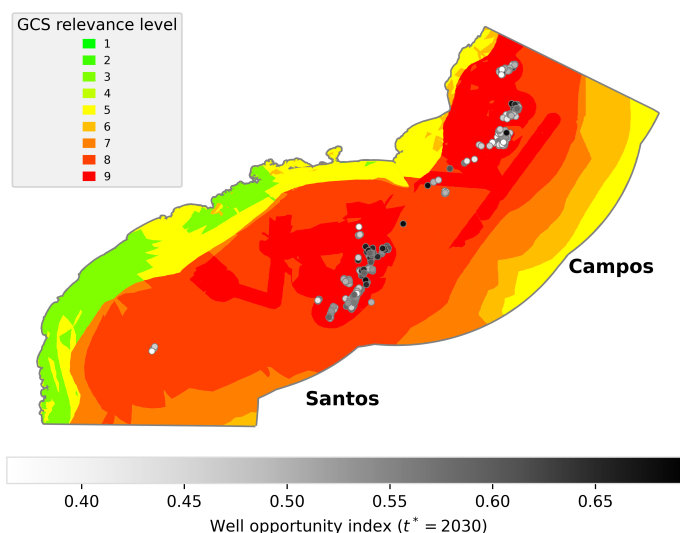 GCS relevance level
1
2
3
4
5
6
7
8
9
Campos
Santos
0.40 0.45 0.50 0.55 0.60 0.65
Well opportunity index (t* = 2030)